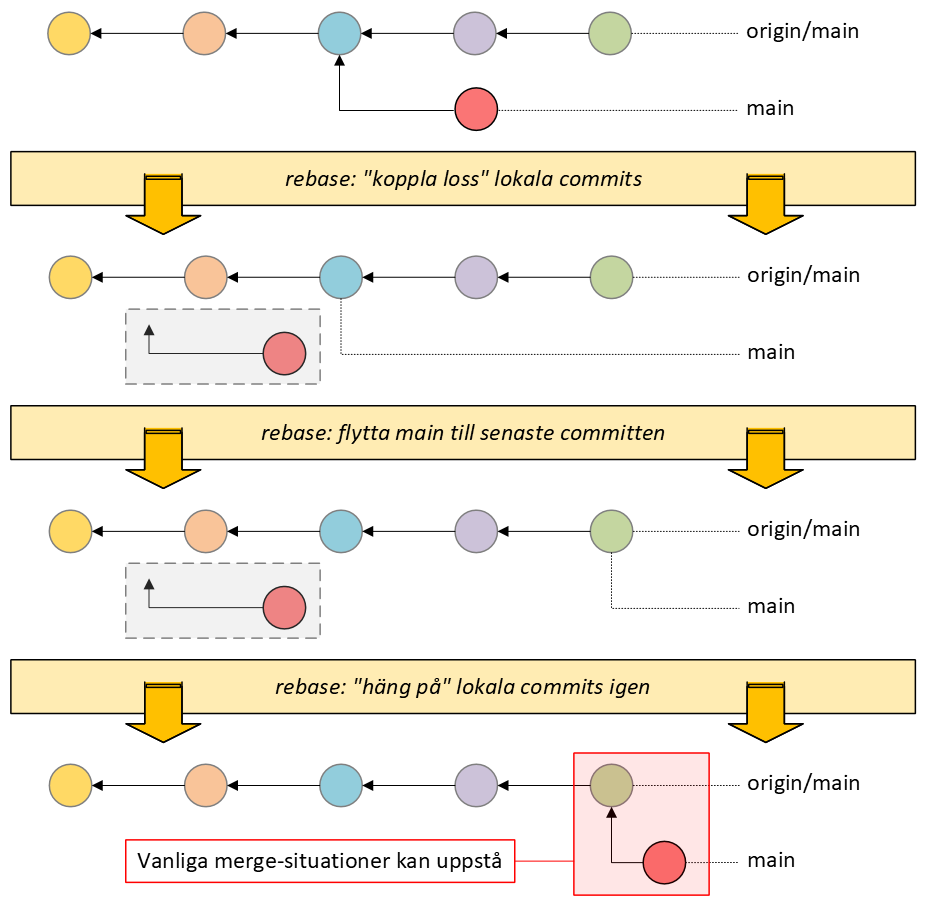 origin/main
main
rebase: "koppla loss" lokala commits
origin/main
main
rebase: flytta main till senaste committen
origin/main
main
rebase: "häng på" lokala commits igen
origin/main
Vanliga merge-situationer kan uppstå
main